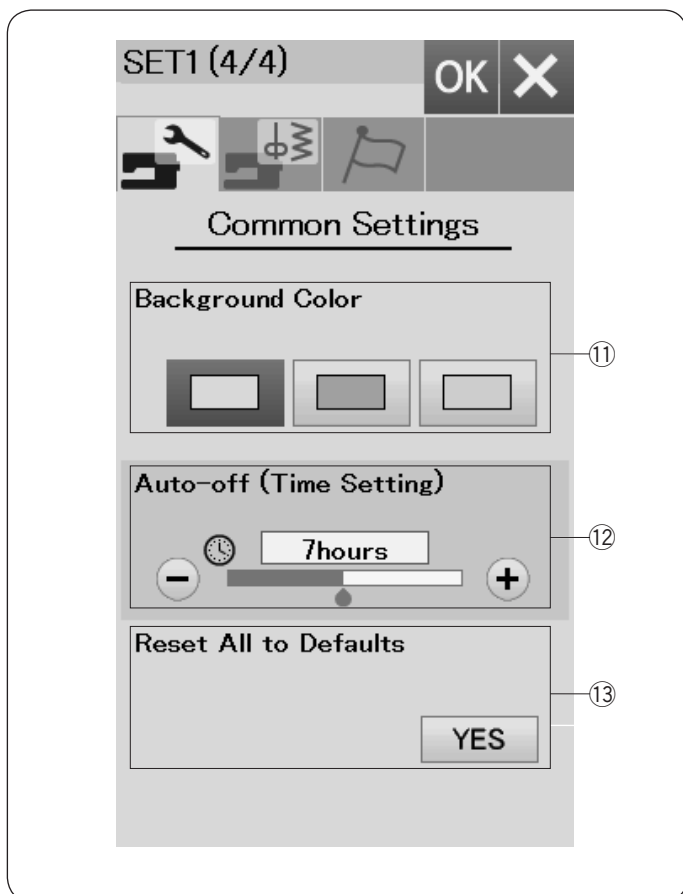 SET1 (4/4)
OK
Common Settings
Background Color
⑪
Auto-off (Time Setting)
7hours
⑫
Reset All to Defaults
⑬
YES